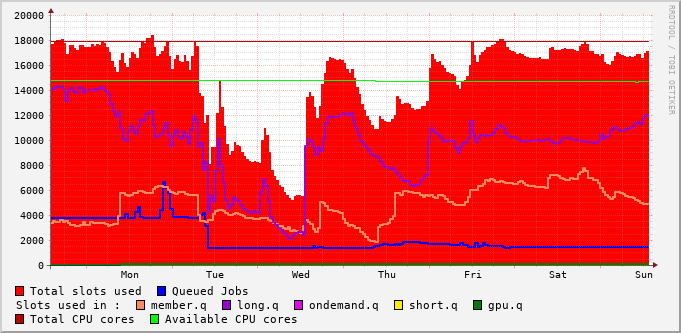 20000
18000
16000
14000
12000
10000
8000
6000
4000
2000
0
Mon Tue Wed Thu Fri Sat Sun
RRDTOOL / TOBI OETIKER
Total slots used Queued Jobs
Slots used in : member.q long.q ondemand.q short.q gpu.q
Total CPU cores Available CPU cores